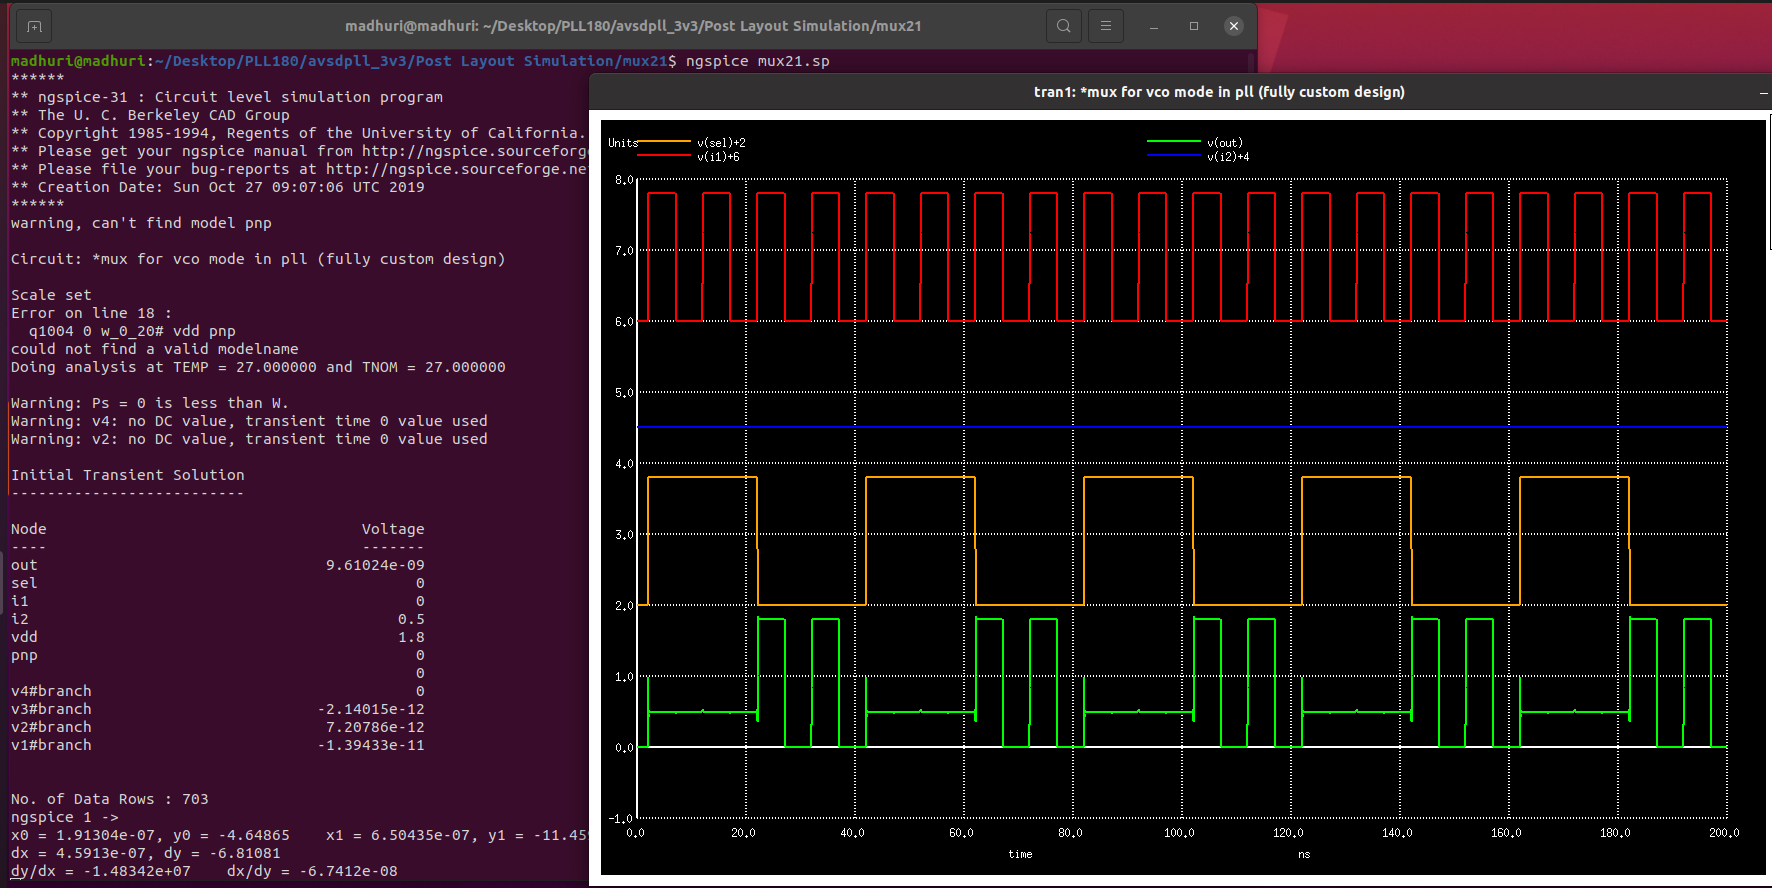 madhuri@madhuri: ~/Desktop/PLL180/avsdpll_3v3/Post Layout Simulation/mux21
madhuri@madhuri:~/Desktop/PLL180/avsdpll_3v3/Post Layout Simulation/mux21$ ngspice mux21.sp
******
** ngspice-31 : Circuit level simulation program
** The U. C. Berkeley CAD Group
** Copyright 1985-1994, Regents of the University of California.
** Please get your ngspice manual from http://ngspice.sourceforge
** Please file your bug-reports at http://ngspice.sourceforge.ne
** Creation Date: Sun Oct 27 09:07:06 UTC 2019
******
warning, can't find model pnp
Circuit: *mux for vco mode in pll (fully custom design)
Scale set
Error on line 18 :
q1004 0 w_0_20# vdd pnp
could not find a valid modelname
Doing analysis at TEMP = 27.000000 and TNOM = 27.000000
Warning: Ps = 0 is less than W.
Warning: v4: no DC value, transient time 0 value used
Warning: v2: no DC value, transient time 0 value used
Initial Transient Solution
--------------------------
Node Voltage
---- -------
out 9.61024e-09
sel 0
i1 0
i2 0.5
vdd 1.8
pnp 0
0
v4#branch 0
v3#branch -2.14015e-12
v2#branch 7.20786e-12
v1#branch -1.39433e-11
No. of Data Rows : 703
ngspice 1 ->
x0 = 1.91304e-07, y0 = -4.64865 x1 = 6.50435e-07, y1 = -11.459
dx = 4.5913e-07, dy = -6.81081
dy/dx = -1.48342e+07 dx/dy = -6.7412e-08
tran1: *mux for vco mode in pll (fully custom design)
Units v(sel)+2 v(out)
v(i1)+6 v(i2)+4
8.0
7.0
6.0
5.0
4.0
3.0
2.0
1.0
0.0
-1.0
0.0 20.0 40.0 60.0 80.0 100.0 120.0 140.0 160.0 180.0 200.0
time ns